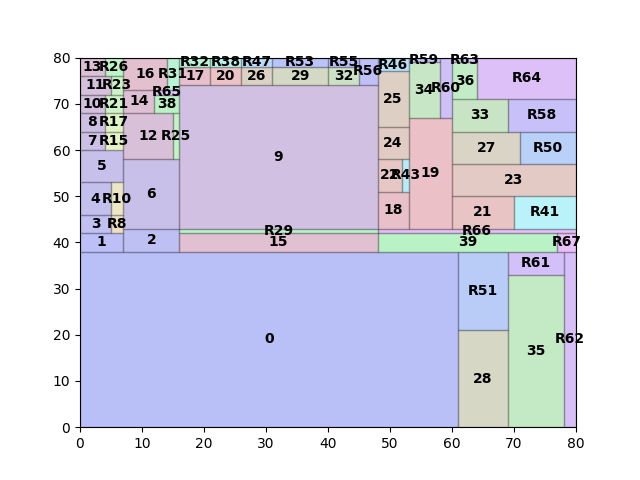 80 R32 R38 R47 R53 R55 R46 R59 R63
13 R26 16 R31 17 20 26 29 32 R56 36 R64
11 R23 R65 25 34 R60
70 10 R21 14 38 33 R58
8 R17
7 R15 12 R25 24 27 R50
60 5 9
22 R43 19 23
50 4 R10 6
18 21 R41
3 R8 R29 R66
40 1 2 15 39 R67
R61
30 R51
20 0 R62
35
10 28
0
0 10 20 30 40 50 60 70 80